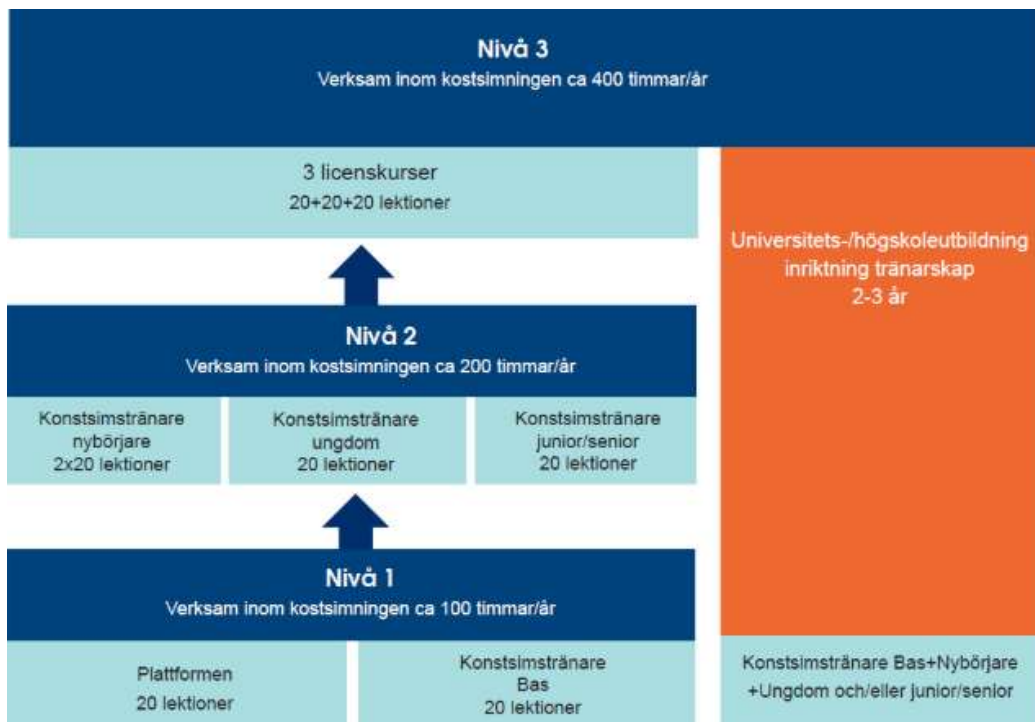 Nivå 3
Verksam inom kostsimningen ca 400 timmar/år
3 licenskurser
20+20+20 lektioner
Universitets-/högskoleutbildning
inriktning tränarskap
2-3 år
Nivå 2
Verksam inom kostsimningen ca 200 timmar/år
Konstsimstränare
nybörjare
2x20 lektioner
Konstsimstränare
ungdom
20 lektioner
Konstsimstränare
junior/senior
20 lektioner
Nivå 1
Verksam inom kostsimningen ca 100 timmar/år
Plattformen
20 lektioner
Konstsimstränare
Bas
20 lektioner
Konstsimstränare Bas+Nybörjare
+Ungdom och/eller junior/senior